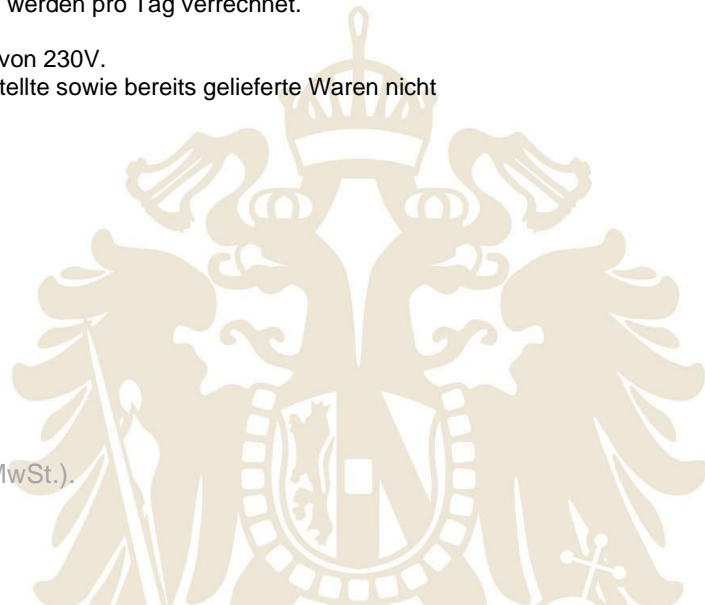 werden pro Tag verrechnet.
von 230V.
tellte sowie bereits gelieferte Waren nicht
MwSt.).